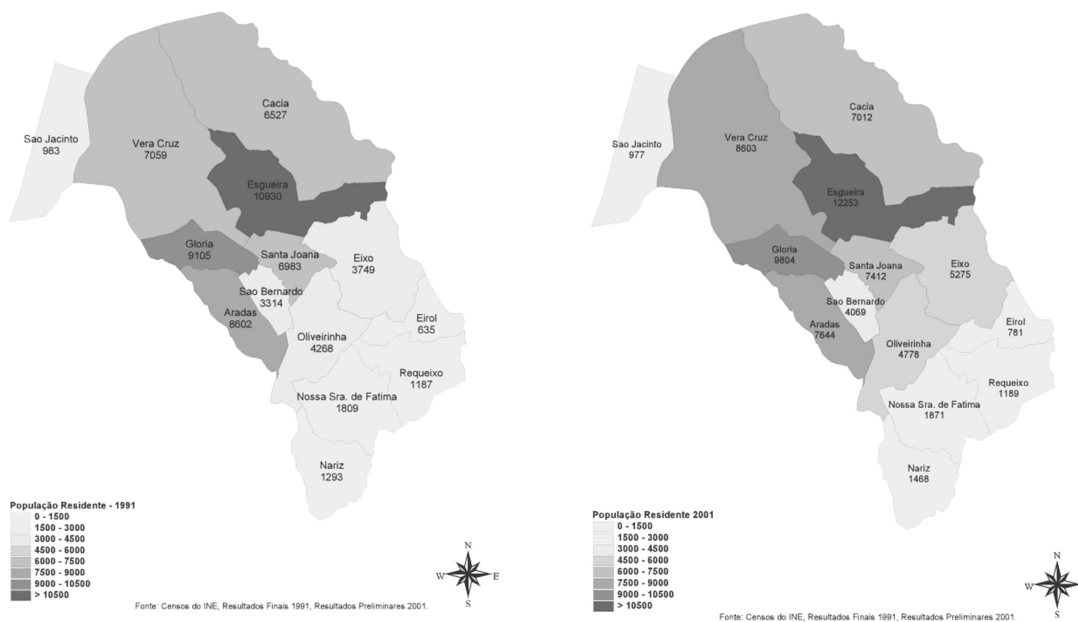 Cacia
6527
Sao Jacinto
983
Vera Cruz
7059
Esgueira
10930
Gloria
9105
Santa Joana
6983
Eixo
3749
Sao Bernardo
3314
Aradas
8602
Eirol
635
Oliveirinha
4268
Requeixo
1187
Nossa Sra. de Fatima
1809
Nariz
1293
População Residente - 1991
0 - 1500
1500 - 3000
3000 - 4500
4500 - 6000
6000 - 7500
7500 - 9000
9000 - 10500
> 10500
N
W
E
S
Fonte: Censos do INE, Resultados Finais 1991, Resultados Preliminares 2001.
Cacia
7012
Sao Jacinto
977
Vera Cruz
8603
Esgueira
12253
Gloria
9804
Santa Joana
7412
Eixo
5275
Sao Bernardo
4069
Aradas
7644
Eirol
781
Oliveirinha
4778
Requeixo
1189
Nossa Sra. de Fatima
1871
Nariz
1468
População Residente 2001
0 - 1500
1500 - 3000
3000 - 4500
4500 - 6000
6000 - 7500
7500 - 9000
9000 - 10500
> 10500
N
W
S
Fonte: Censos do INE, Resultados Finais 1991, Resultados Preliminares 2001.